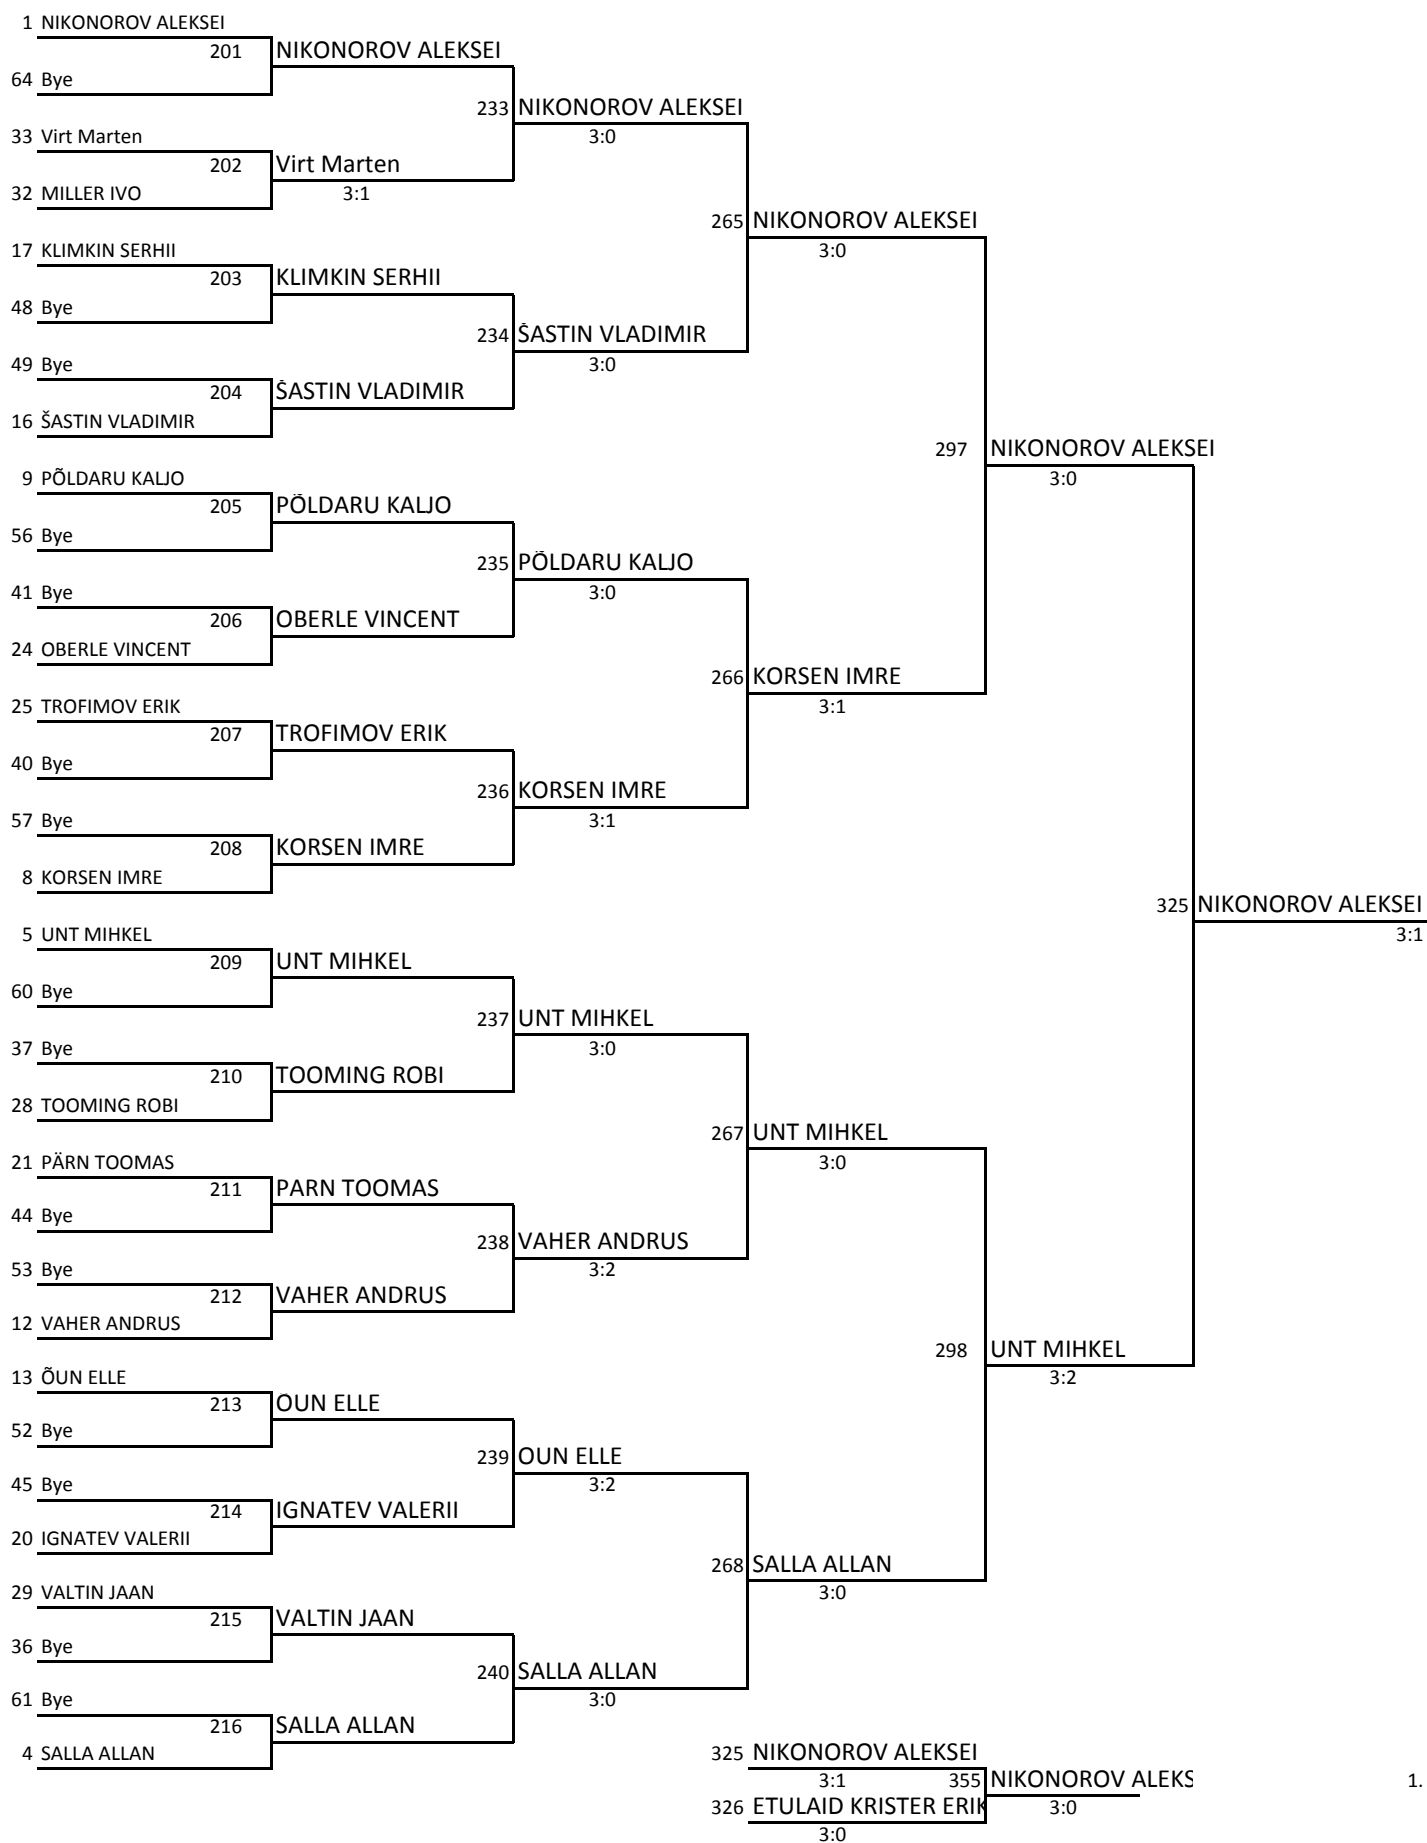 1 NIKONOROV ALEKSEI
201 NIKONOROV ALEKSEI
64 Bye
233 NIKONOROV ALEKSEI
3:0
33 Virt Marten
202 Virt Marten
3:1
32 MILLER IVO
265 NIKONOROV ALEKSEI
3:0
17 KLIMKIN SERHII
203 KLIMKIN SERHII
48 Bye
234 ŠASTIN VLADIMIR
3:0
49 Bye
204 ŠASTIN VLADIMIR
16 ŠASTIN VLADIMIR
297 NIKONOROV ALEKSEI
3:0
9 PÕLDARU KALJO
205 PÕLDARU KALJO
56 Bye
235 PÕLDARU KALJO
3:0
41 Bye
206 OBERLE VINCENT
24 OBERLE VINCENT
266 KORSEN IMRE
3:1
25 TROFIMOV ERIK
207 TROFIMOV ERIK
40 Bye
236 KORSEN IMRE
3:1
57 Bye
208 KORSEN IMRE
8 KORSEN IMRE
325 NIKONOROV ALEKSEI
3:1
5 UNT MIHKEL
209 UNT MIHKEL
60 Bye
237 UNT MIHKEL
3:0
37 Bye
210 TOOMING ROBI
28 TOOMING ROBI
267 UNT MIHKEL
3:0
21 PÄRN TOOMAS
211 PARN TOOMAS
44 Bye
238 VAHER ANDRUS
3:2
53 Bye
212 VAHER ANDRUS
12 VAHER ANDRUS
298 UNT MIHKEL
3:2
13 ÕUN ELLE
213 OUN ELLE
52 Bye
239 OUN ELLE
3:2
45 Bye
214 IGNATEV VALERII
20 IGNATEV VALERII
268 SALLA ALLAN
3:0
29 VALTIN JAAN
215 VALTIN JAAN
36 Bye
240 SALLA ALLAN
3:0
61 Bye
216 SALLA ALLAN
4 SALLA ALLAN
325 NIKONOROV ALEKSEI
3:1
355 NIKONOROV ALEKS
1.
326 ETULAID KRISTER ERIK
3:0
3:0